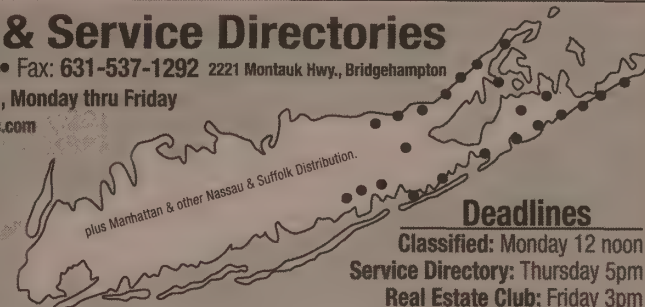 & Service Directories
• Fax: 631-537-1292 2221 Montauk Hwy., Bridgehampton
, Monday thru Friday
.com
plus Manhattan & other Nassau & Suffolk Distribution.
Deadlines
Classified: Monday 12 noon
Service Directory: Thursday 5pm
Real Estate Club: Friday 3pm